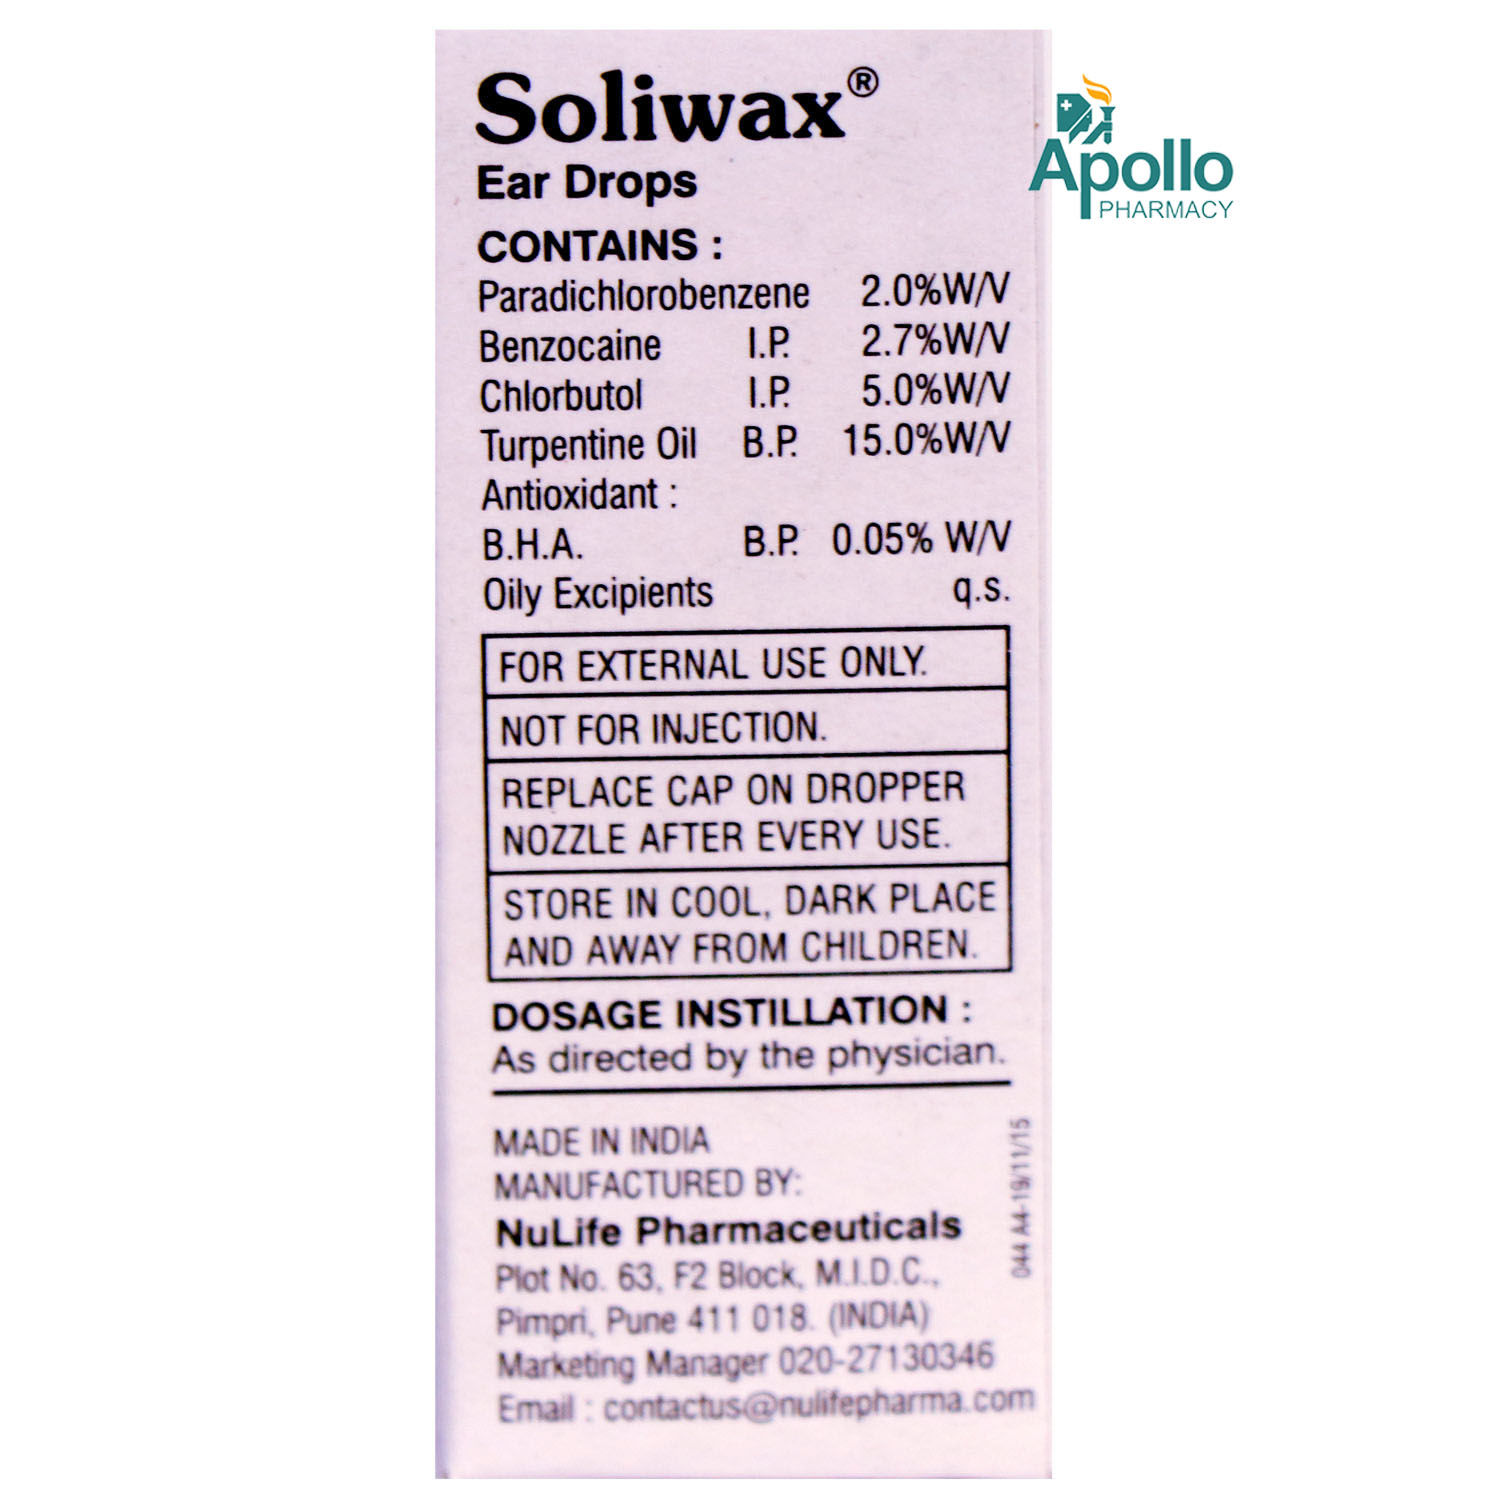 Soliwax®
Ear Drops
CONTAINS :
Paradichlorobenzene 2.0%W/V
Benzocaine I.P. 2.7%W/V
Chlorbutol I.P. 5.0%W/V
Turpentine Oil B.P. 15.0%W/V
Antioxidant :
B.H.A. B.P. 0.05% W/V
Oily Excipients q.s.
FOR EXTERNAL USE ONLY.
NOT FOR INJECTION.
REPLACE CAP ON DROPPER
NOZZLE AFTER EVERY USE.
STORE IN COOL, DARK PLACE
AND AWAY FROM CHILDREN.
DOSAGE INSTILLATION :
As directed by the physician.
MADE IN INDIA
MANUFACTURED BY:
NuLife Pharmaceuticals
Plot No. 63, F2 Block, M.I.D.C.,
Pimpri, Pune 411 018. (INDIA)
Marketing Manager 020-27130346
Email : contactus@nulifepharma.com
044 A4-19/11/15
Apollo
PHARMACY